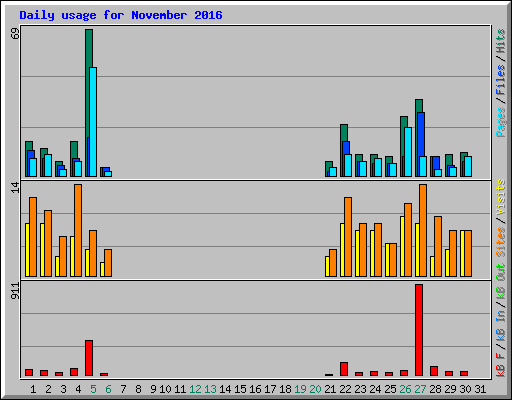 Daily usage for November 2016
69
Pages / Files / Hits
14
Sites / Visits
911
kB F / kB In / kB Out
1 2 3 4 5 6 7 8 9 10 11 12 13 14 15 16 17 18 19 20 21 22 23 24 25 26 27 28 29 30 31